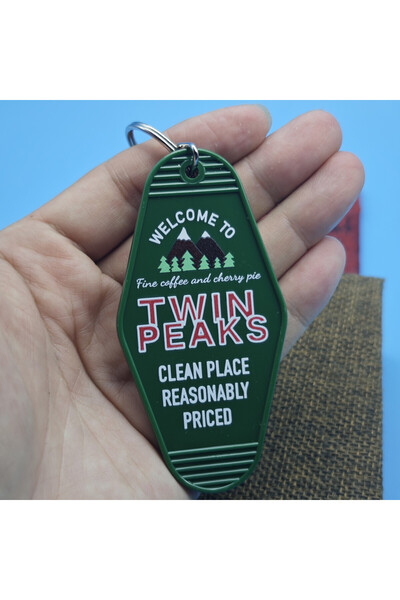 WELCOME TO
Fine coffee and cherry pie
TWIN
PEAKS
CLEAN PLACE
REASONABLY
PRICED